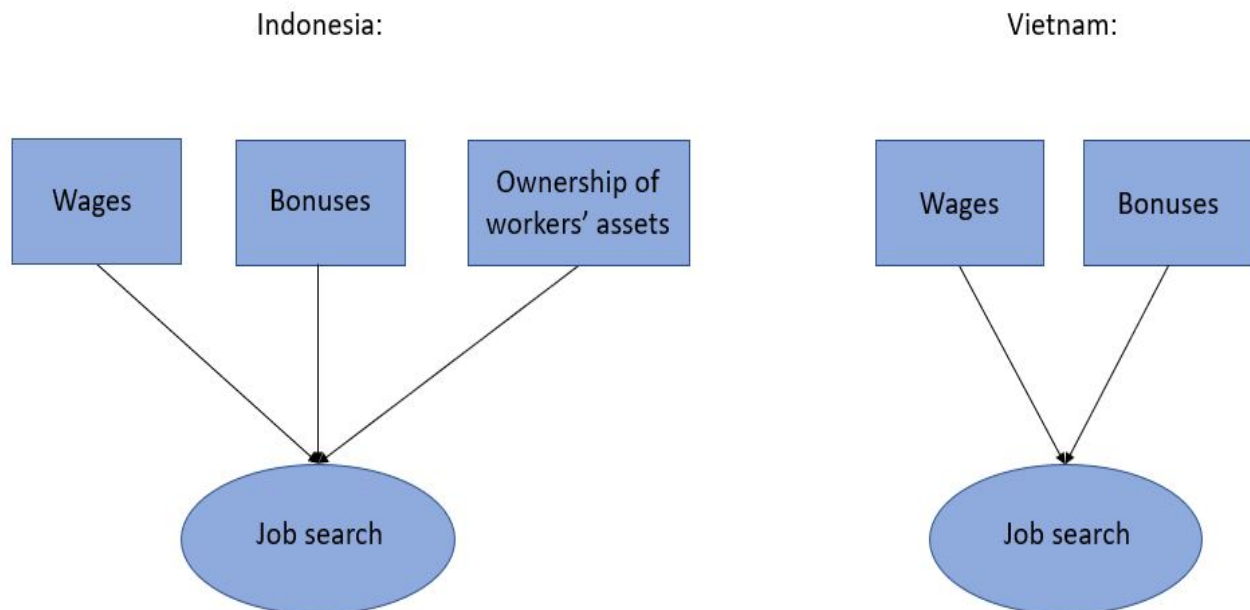 Indonesia:
Vietnam:
Wages
Bonuses
Ownership of
workers’ assets
Wages
Bonuses
Job search
Job search